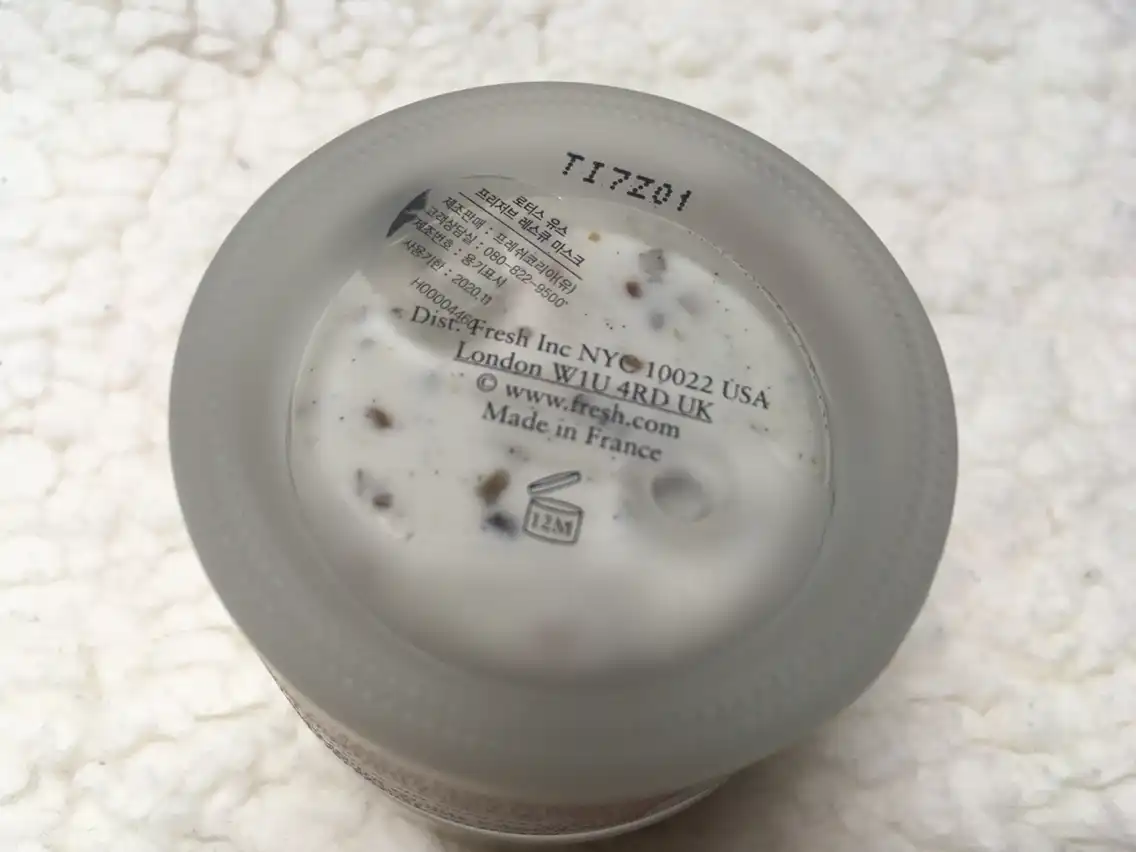 TI7Z01
로터스 유스
프리저브 레스큐 마스크
제조판매 : 프레쉬코리아(유)
고객상담실 : 080-822-9500
제조번호 : 용기표시
사용기한 : 2020.11
H0000446
Dist. Fresh Inc NYC 10022 USA
London W1U 4RD UK
© www.fresh.com
Made in France
12M